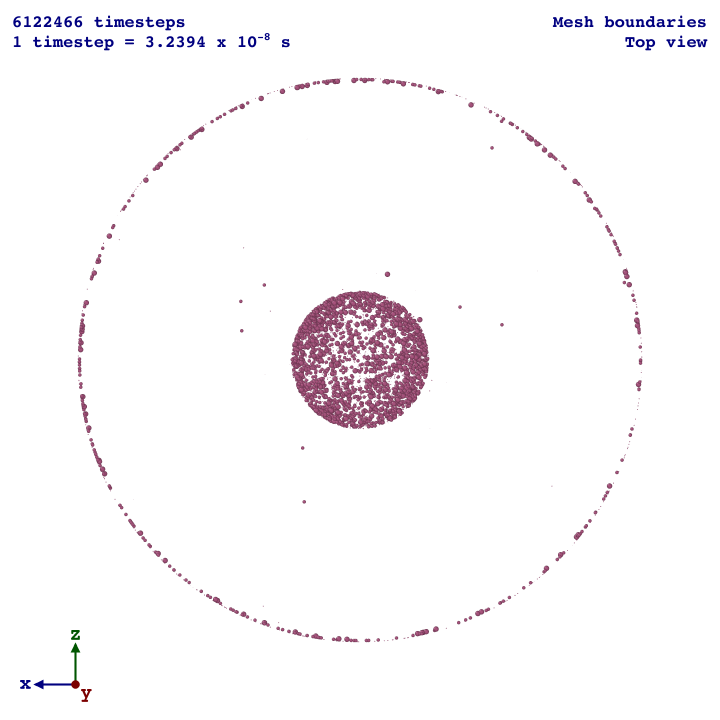 6122466 timesteps
1 timestep = 3.2394 x 10⁻⁸ s
Mesh boundaries
Top view
z
x
y